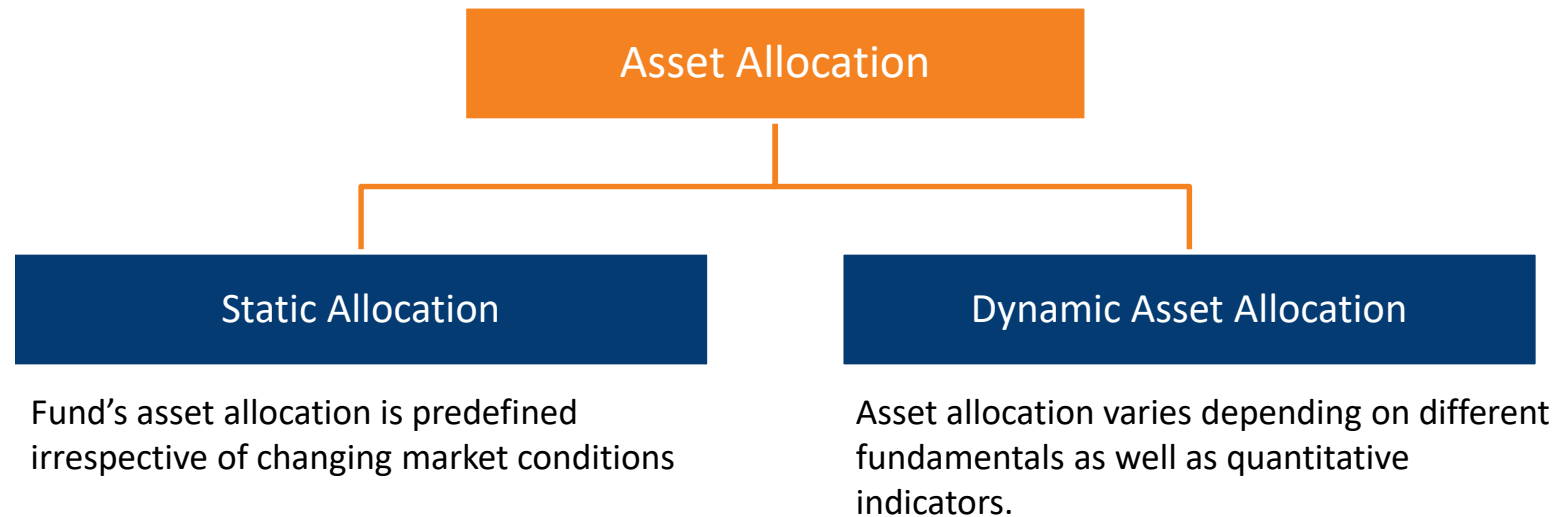 Asset Allocation
Static Allocation
Fund’s asset allocation is predefined
irrespective of changing market conditions
Dynamic Asset Allocation
Asset allocation varies depending on different
fundamentals as well as quantitative
indicators.